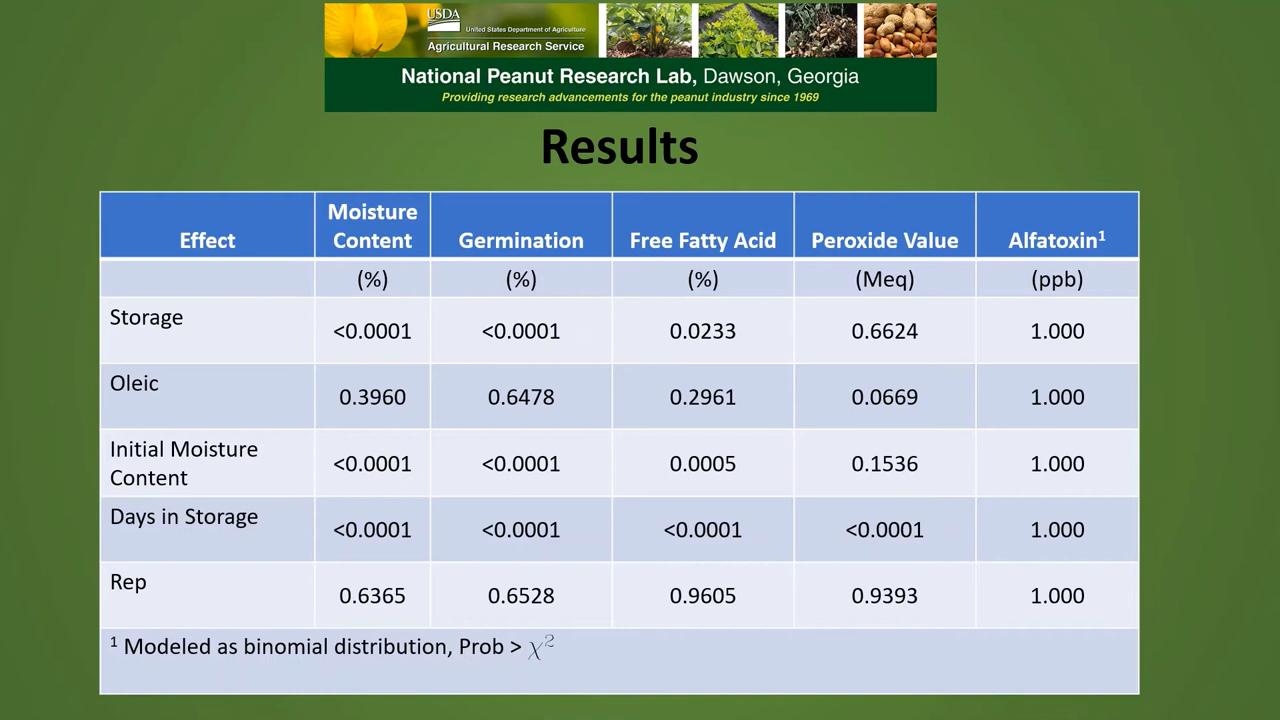 USDA
United States Department of Agriculture
Agricultural Research Service
National Peanut Research Lab, Dawson, Georgia
Providing research advancements for the peanut industry since 1969
Results
Effect Moisture Content Germination Free Fatty Acid Peroxide Value Alfatoxin¹
(%) (%) (%) (Meq) (ppb)
Storage <0.0001 <0.0001 0.0233 0.6624 1.000
Oleic 0.3960 0.6478 0.2961 0.0669 1.000
Initial Moisture Content <0.0001 <0.0001 0.0005 0.1536 1.000
Days in Storage <0.0001 <0.0001 <0.0001 <0.0001 1.000
Rep 0.6365 0.6528 0.9605 0.9393 1.000
¹ Modeled as binomial distribution, Prob > χ²